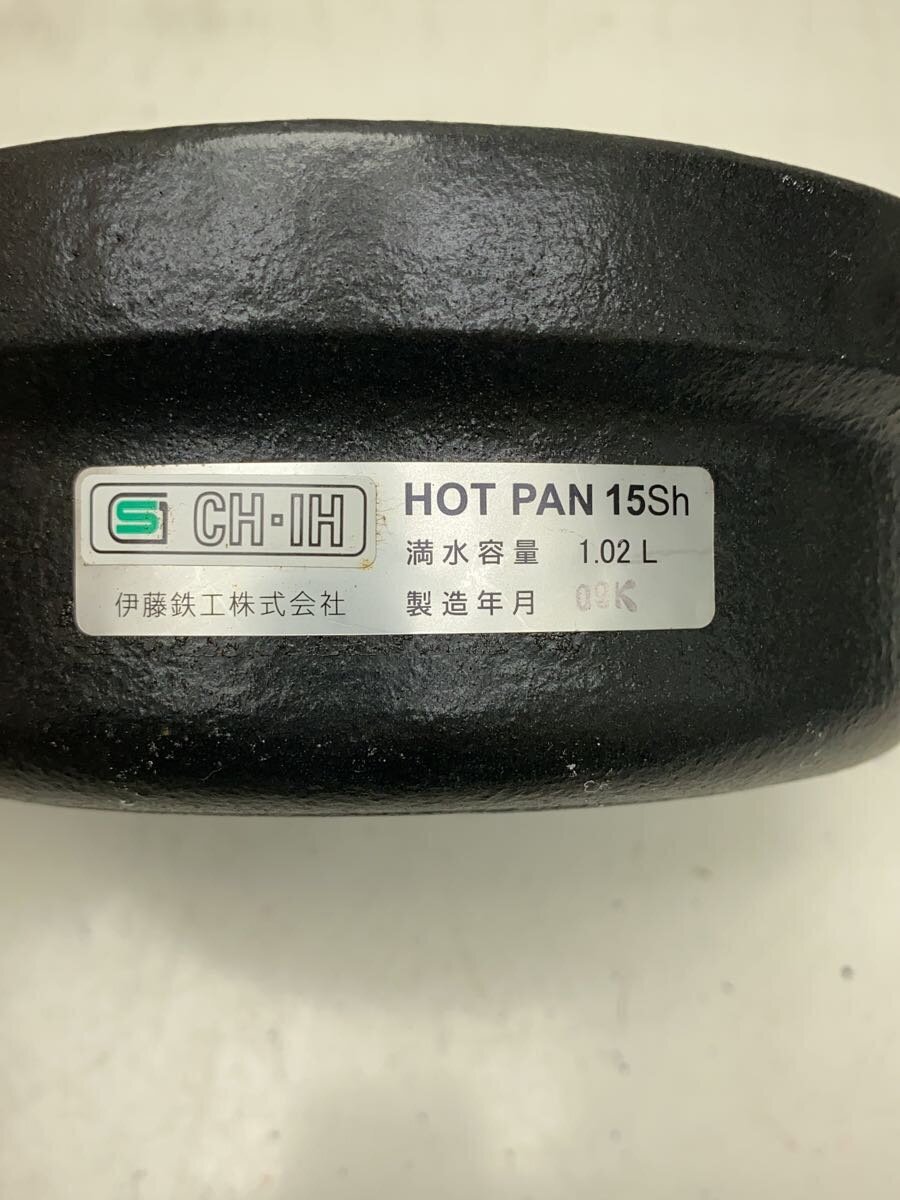 CH·IH
伊藤鉄工株式会社
HOT PAN 15Sh
満水容量 1.02 L
製造年月